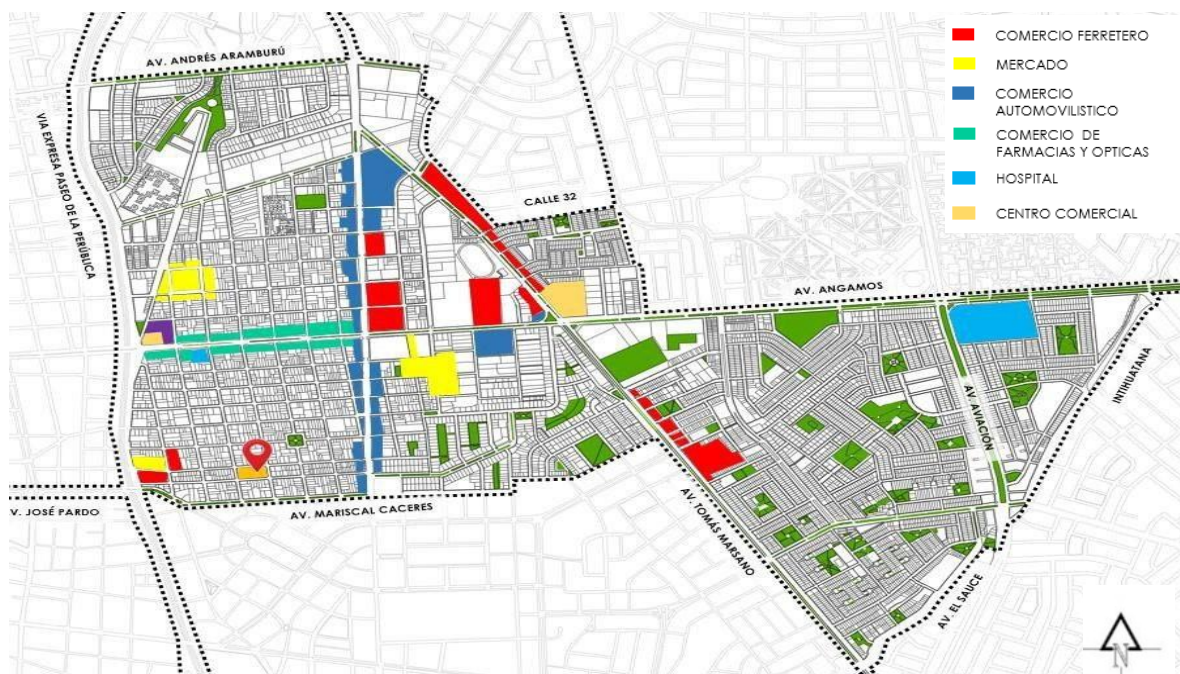 COMERCIO FERRETERO
MERCADO
COMERCIO
AUTOMOVILISTICO
COMERCIO DE
FARMACIAS Y OPTICAS
HOSPITAL
CENTRO COMERCIAL
AV. ANDRÉS ARAMBURÚ
VIA EXPRESA PASEO DE LA PERÚBLICA
CALLE 32
AV. ANGAMOS
INTIHUATANA
AV. AVIACIÓN
AV. JOSÉ PARDO
AV. MARISCAL CACERES
AV. TOMÁS MARSANO
AV. EL SAUCE
N